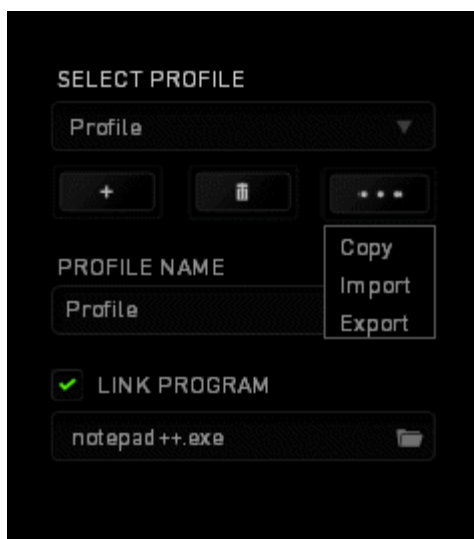 SELECT PROFILE
Profile
+
Copy
Import
Export
PROFILE NAME
Profile
LINK PROGRAM
notepad++.exe